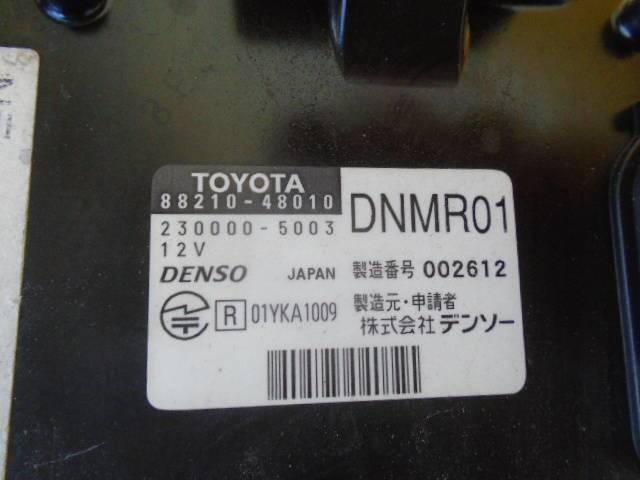 TOYOTA
88210-48010
DNMR01
230000-5003
12V
DENSO JAPAN
製造番号 002612
R 01YKA1009
製造元・申請者
株式会社 デンソー